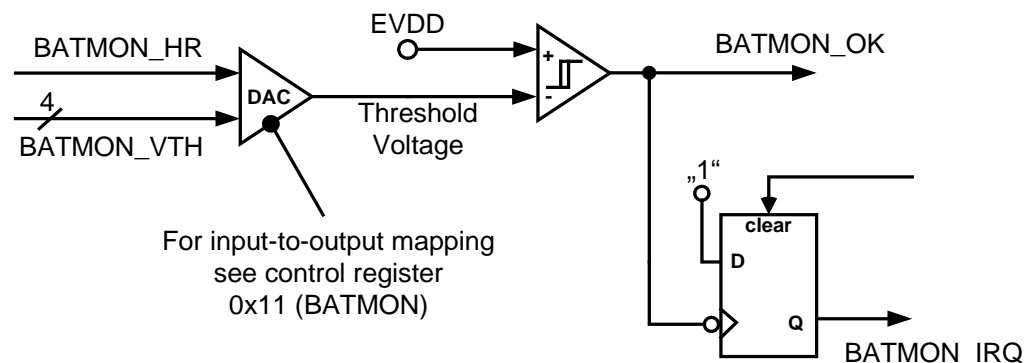 EVDD
BATMON_HR
BATMON_OK
+
DAC
-
4
Threshold
Voltage
BATMON_VTH
„1“
clear
For input-to-output mapping
see control register
0x11 (BATMON)
D
Q
BATMON_IRQ